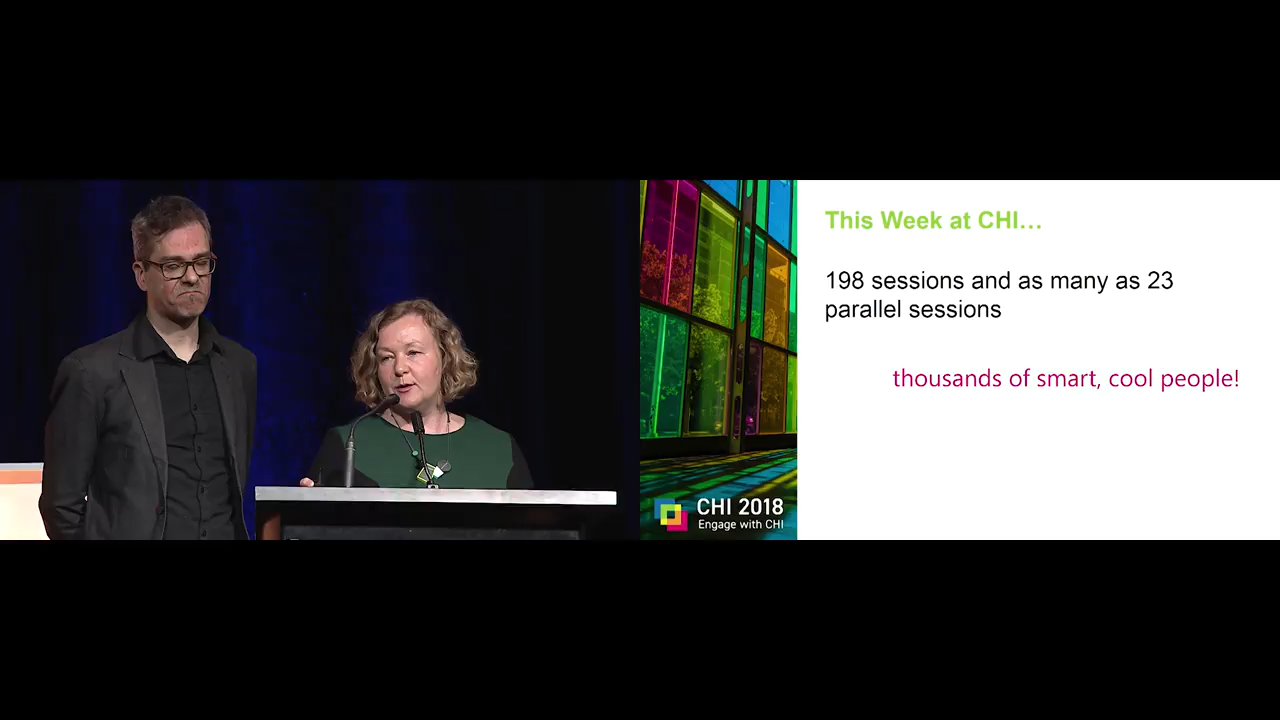 This Week at CHI...
198 sessions and as many as 23
parallel sessions
thousands of smart, cool people!
CHI 2018
Engage with CHI